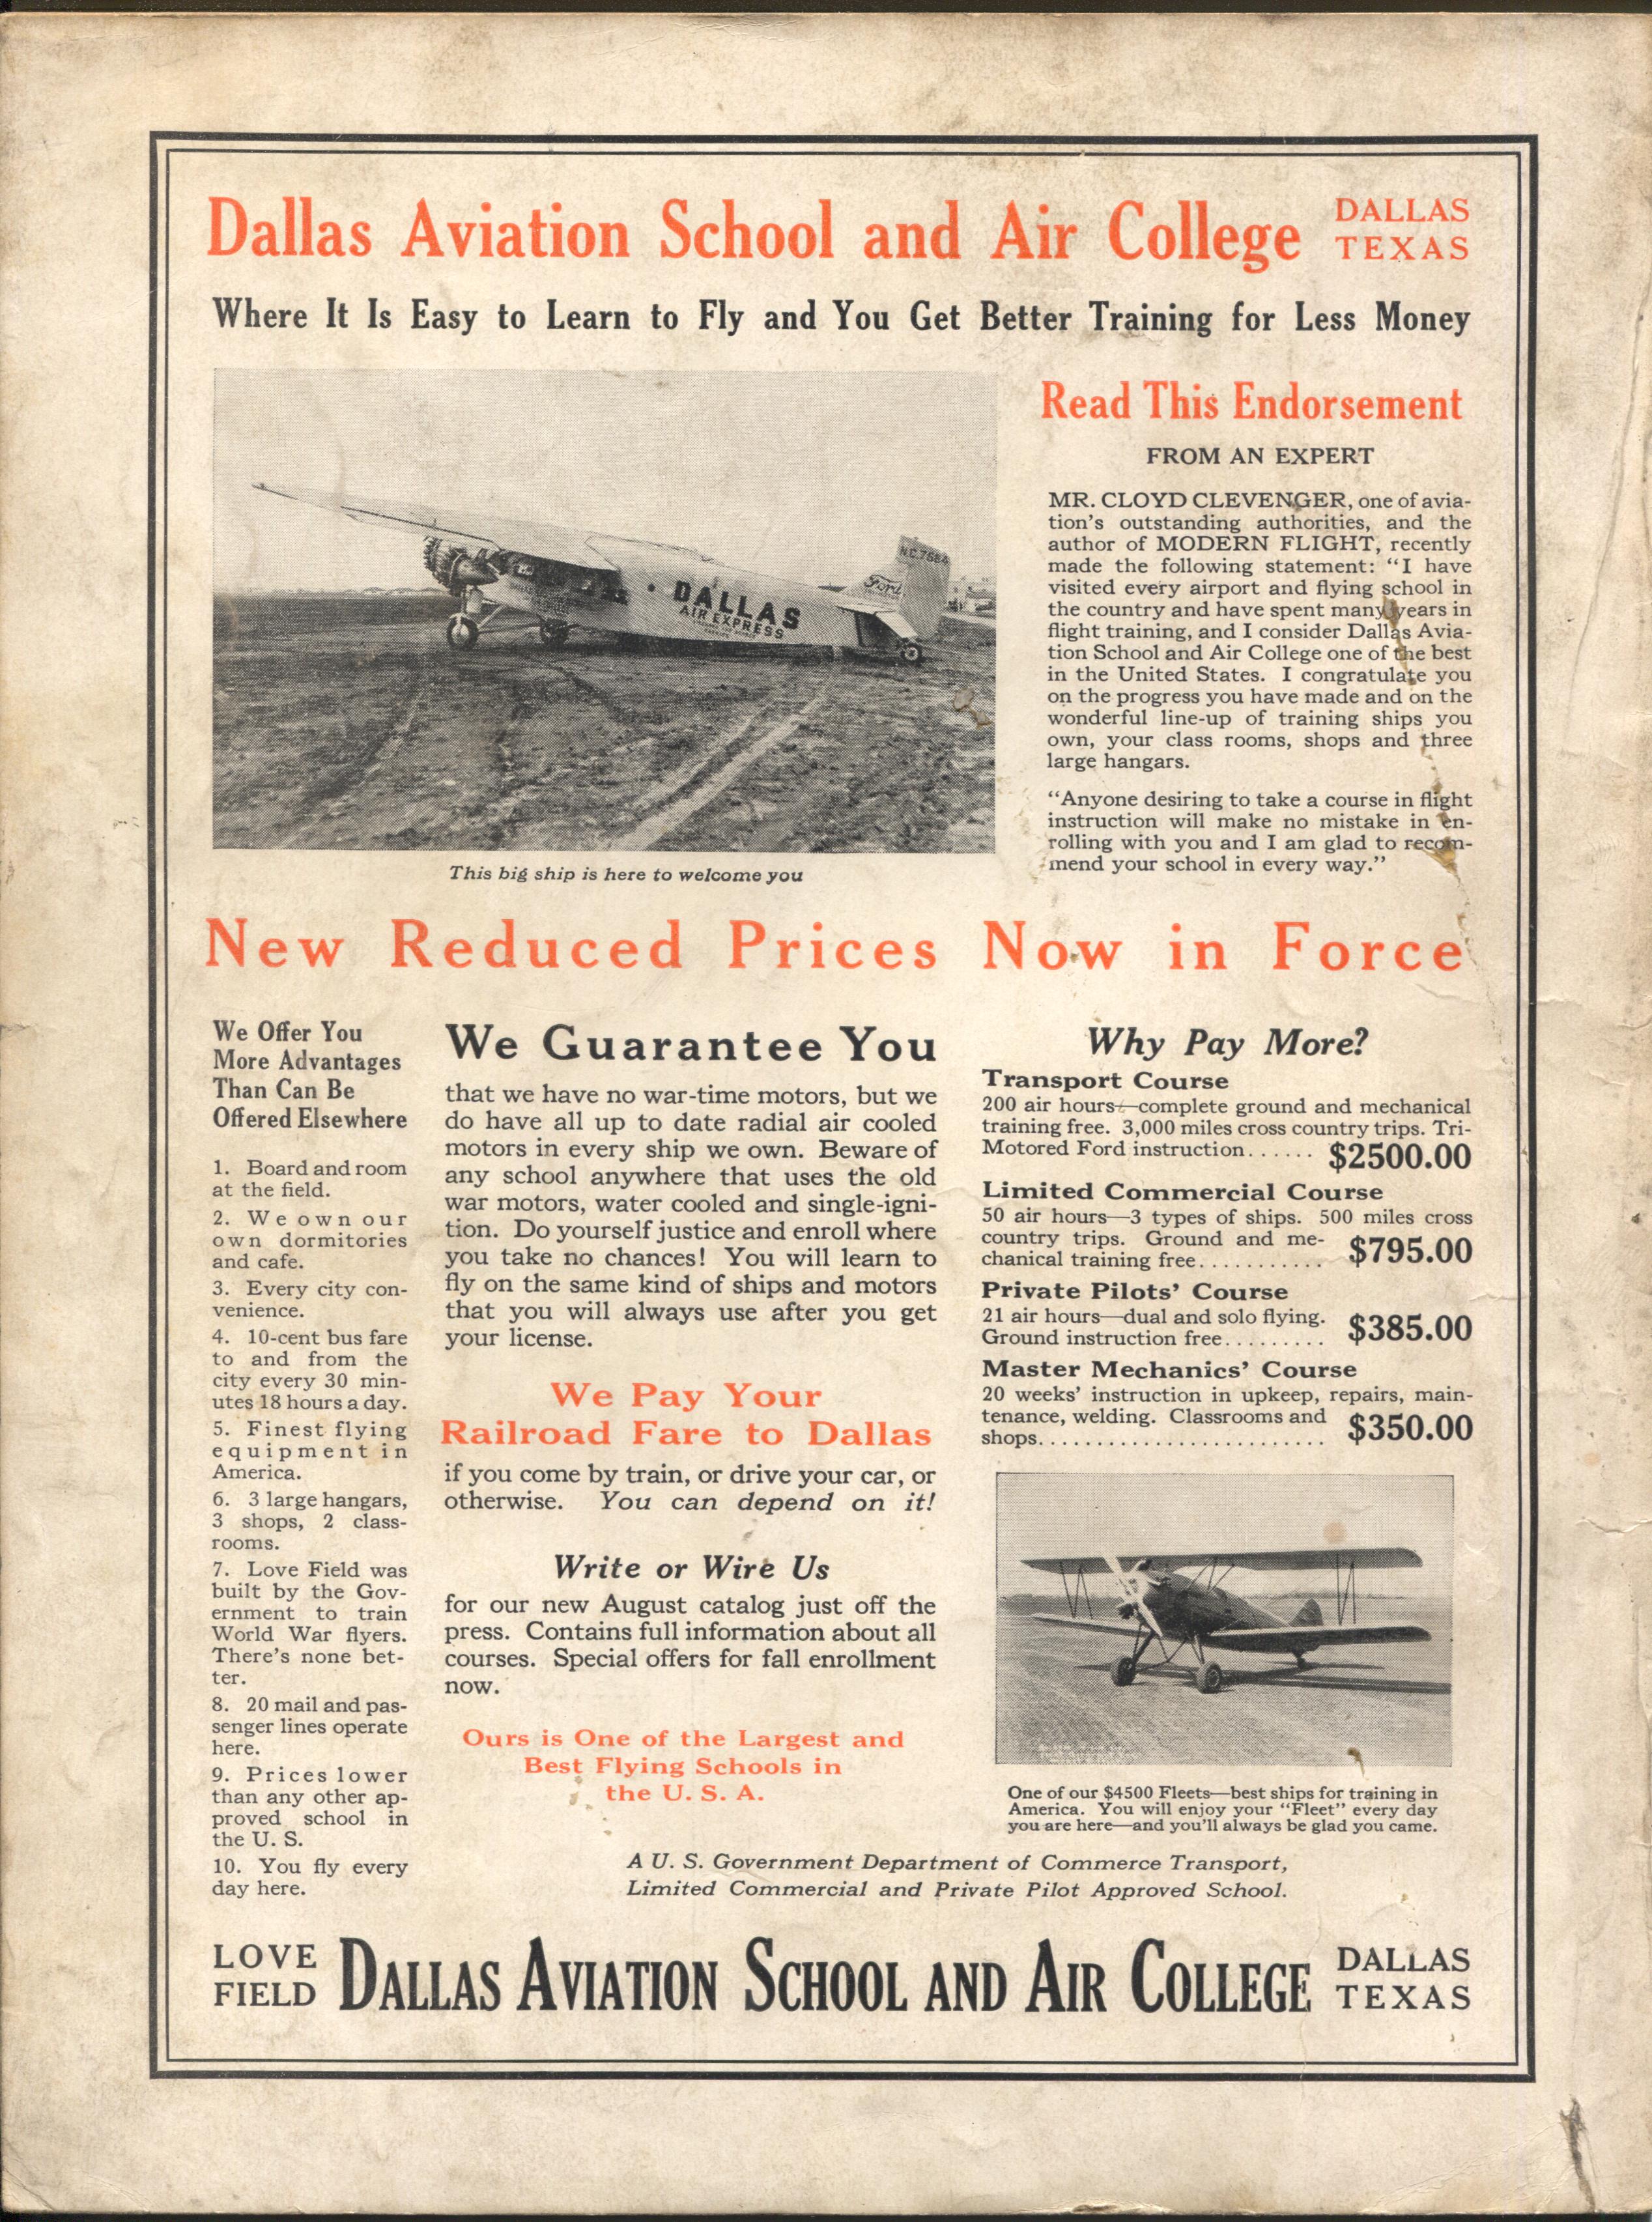 Dallas Aviation School and Air College
DALLAS
TEXAS
Where It Is Easy to Learn to Fly and You Get Better Training for Less Money
N.C.7684
Ford
DALLAS
AIR EXPRESS
This big ship is here to welcome you
Read This Endorsement
FROM AN EXPERT
MR. CLOYD CLEVENGER, one of avia-
tion's outstanding authorities, and the
author of MODERN FLIGHT, recently
made the following statement: "I have
visited every airport and flying school in
the country and have spent many years in
flight training, and I consider Dallas Avia-
tion School and Air College one of the best
in the United States. I congratulate you
on the progress you have made and on the
wonderful line-up of training ships you
own, your class rooms, shops and three
large hangars.
"Anyone desiring to take a course in flight
instruction will make no mistake in en-
rolling with you and I am glad to recom-
mend your school in every way."
New Reduced Prices Now in Force
We Offer You
More Advantages
Than Can Be
Offered Elsewhere
1. Board and room
at the field.
2. We own our
own dormitories
and cafe.
3. Every city con-
venience.
4. 10-cent bus fare
to and from the
city every 30 min-
utes 18 hours a day.
5. Finest flying
equipment in
America.
6. 3 large hangars,
3 shops, 2 class-
rooms.
7. Love Field was
built by the Gov-
ernment to train
World War flyers.
There's none bet-
ter.
8. 20 mail and pas-
senger lines operate
here.
9. Prices lower
than any other ap-
proved school in
the U. S.
10. You fly every
day here.
We Guarantee You
that we have no war-time motors, but we
do have all up to date radial air cooled
motors in every ship we own. Beware of
any school anywhere that uses the old
war motors, water cooled and single-igni-
tion. Do yourself justice and enroll where
you take no chances! You will learn to
fly on the same kind of ships and motors
that you will always use after you get
your license.
We Pay Your
Railroad Fare to Dallas
if you come by train, or drive your car, or
otherwise. You can depend on it!
Write or Wire Us
for our new August catalog just off the
press. Contains full information about all
courses. Special offers for fall enrollment
now.
Ours is One of the Largest and
Best Flying Schools in
the U. S. A.
Why Pay More?
Transport Course
200 air hours—complete ground and mechanical
training free. 3,000 miles cross country trips. Tri-
Motored Ford instruction...... $2500.00
Limited Commercial Course
50 air hours—3 types of ships. 500 miles cross
country trips. Ground and me-
chanical training free........... $795.00
Private Pilots' Course
21 air hours—dual and solo flying.
Ground instruction free......... $385.00
Master Mechanics' Course
20 weeks' instruction in upkeep, repairs, main-
tenance, welding. Classrooms and
shops......................... $350.00
One of our $4500 Fleets—best ships for training in
America. You will enjoy your "Fleet" every day
you are here—and you'll always be glad you came.
A U. S. Government Department of Commerce Transport,
Limited Commercial and Private Pilot Approved School.
LOVE
FIELD
DALLAS AVIATION SCHOOL AND AIR COLLEGE
DALLAS
TEXAS